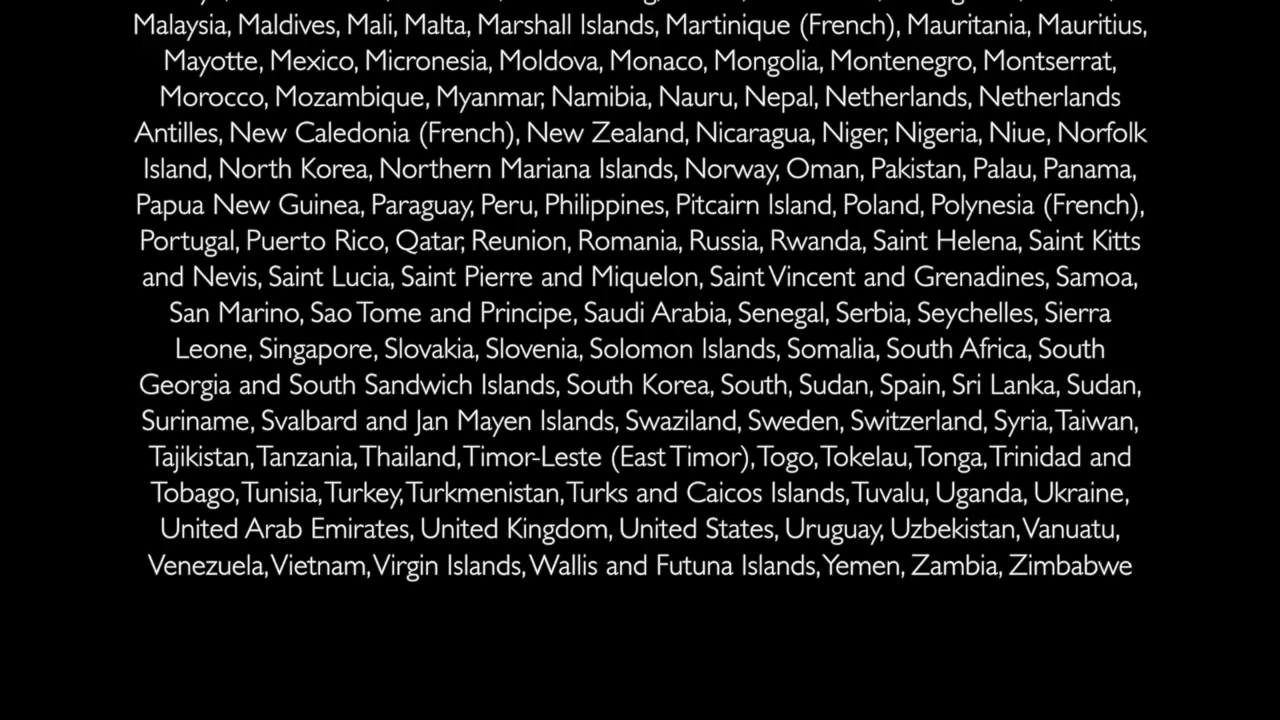 Malaysia, Maldives, Mali, Malta, Marshall Islands, Martinique (French), Mauritania, Mauritius,
Mayotte, Mexico, Micronesia, Moldova, Monaco, Mongolia, Montenegro, Montserrat,
Morocco, Mozambique, Myanmar, Namibia, Nauru, Nepal, Netherlands, Netherlands
Antilles, New Caledonia (French), New Zealand, Nicaragua, Niger, Nigeria, Niue, Norfolk
Island, North Korea, Northern Mariana Islands, Norway, Oman, Pakistan, Palau, Panama,
Papua New Guinea, Paraguay, Peru, Philippines, Pitcairn Island, Poland, Polynesia (French),
Portugal, Puerto Rico, Qatar, Reunion, Romania, Russia, Rwanda, Saint Helena, Saint Kitts
and Nevis, Saint Lucia, Saint Pierre and Miquelon, Saint Vincent and Grenadines, Samoa,
San Marino, Sao Tome and Principe, Saudi Arabia, Senegal, Serbia, Seychelles, Sierra
Leone, Singapore, Slovakia, Slovenia, Solomon Islands, Somalia, South Africa, South
Georgia and South Sandwich Islands, South Korea, South, Sudan, Spain, Sri Lanka, Sudan,
Suriname, Svalbard and Jan Mayen Islands, Swaziland, Sweden, Switzerland, Syria, Taiwan,
Tajikistan, Tanzania, Thailand, Timor-Leste (East Timor), Togo, Tokelau, Tonga, Trinidad and
Tobago, Tunisia, Turkey, Turkmenistan, Turks and Caicos Islands, Tuvalu, Uganda, Ukraine,
United Arab Emirates, United Kingdom, United States, Uruguay, Uzbekistan, Vanuatu,
Venezuela, Vietnam, Virgin Islands, Wallis and Futuna Islands, Yemen, Zambia, Zimbabwe